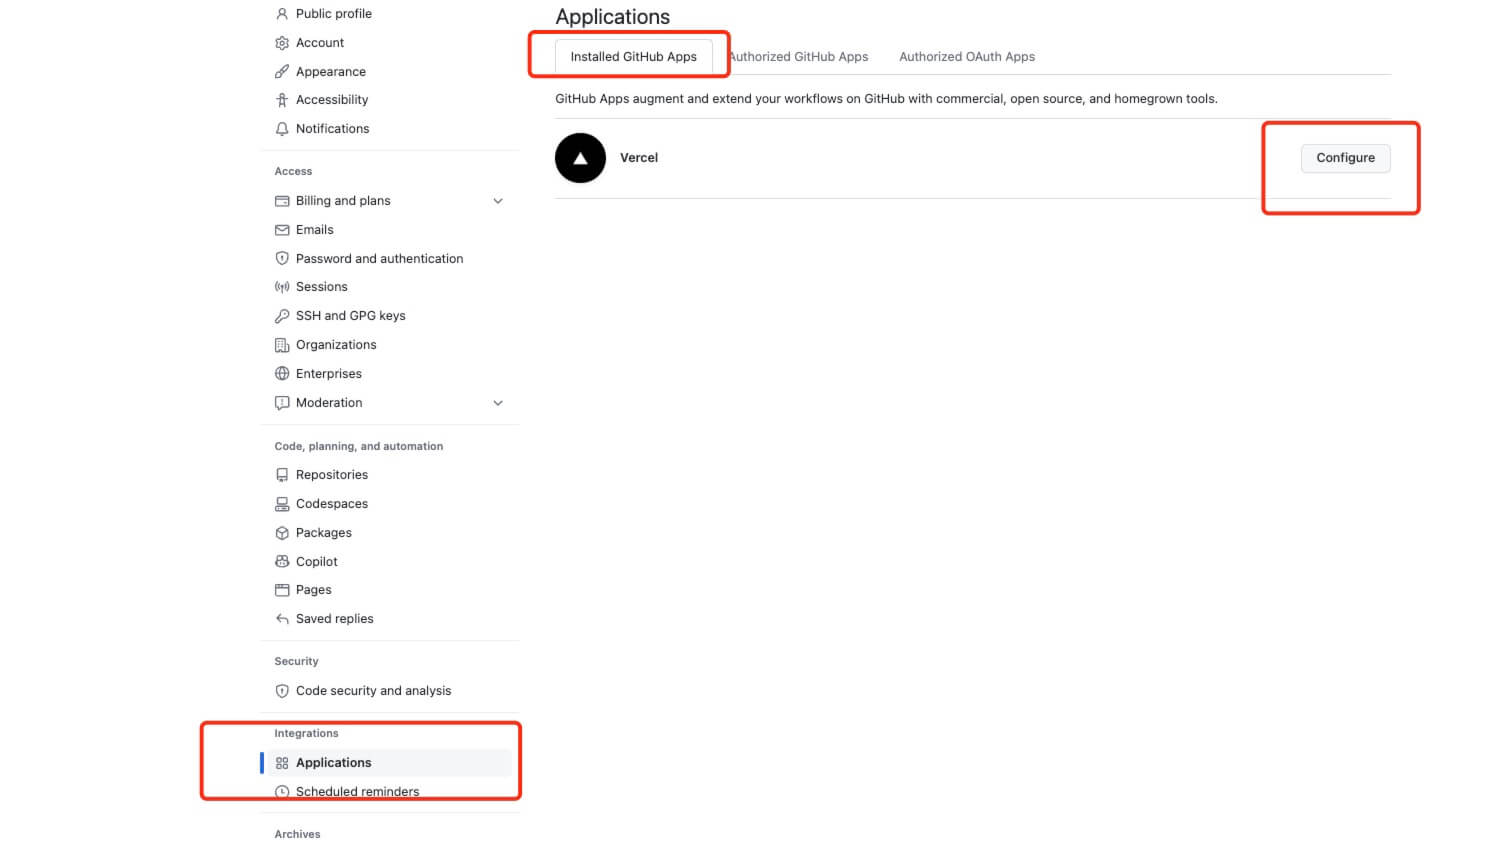 Public profile
Account
Appearance
Accessibility
Notifications
Access
Billing and plans
Emails
Password and authentication
Sessions
SSH and GPG keys
Organizations
Enterprises
Moderation
Code, planning, and automation
Repositories
Codespaces
Packages
Copilot
Pages
Saved replies
Security
Code security and analysis
Integrations
Applications
Scheduled reminders
Archives
Applications
Installed GitHub Apps Authorized GitHub Apps Authorized OAuth Apps
GitHub Apps augment and extend your workflows on GitHub with commercial, open source, and homegrown tools.
Vercel Configure